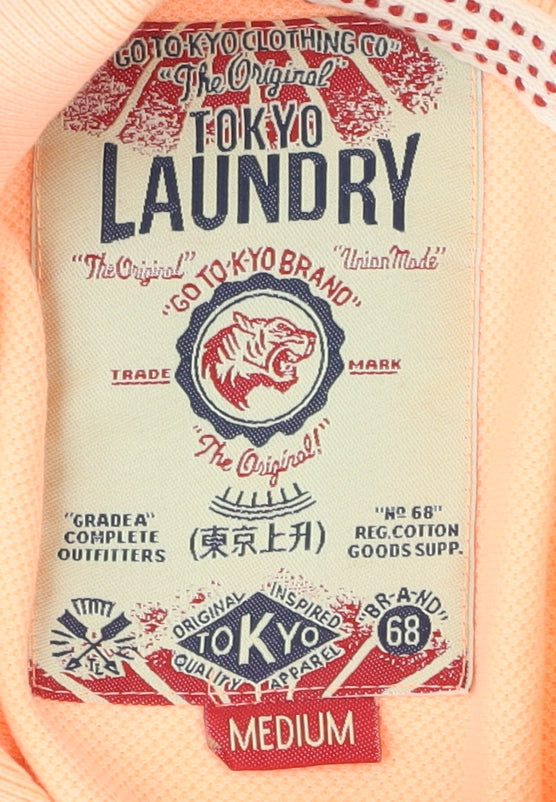 GO TO·K·YO CLOTHING CO"
"The Original"
TOKYO
LAUNDRY
"The Original"
"Union Made"
"GO TO·K·YO BRAND"
TRADE MARK
"The Original!"
"GRADE A"
COMPLETE
OUTFITTERS
(東京上升)
"Nº 68"
REG.COTTON
GOODS SUPP.
ORIGINAL INSPIRED
TOKYO
QUALITY APPAREL
"BR·A·ND"
68
MEDIUM